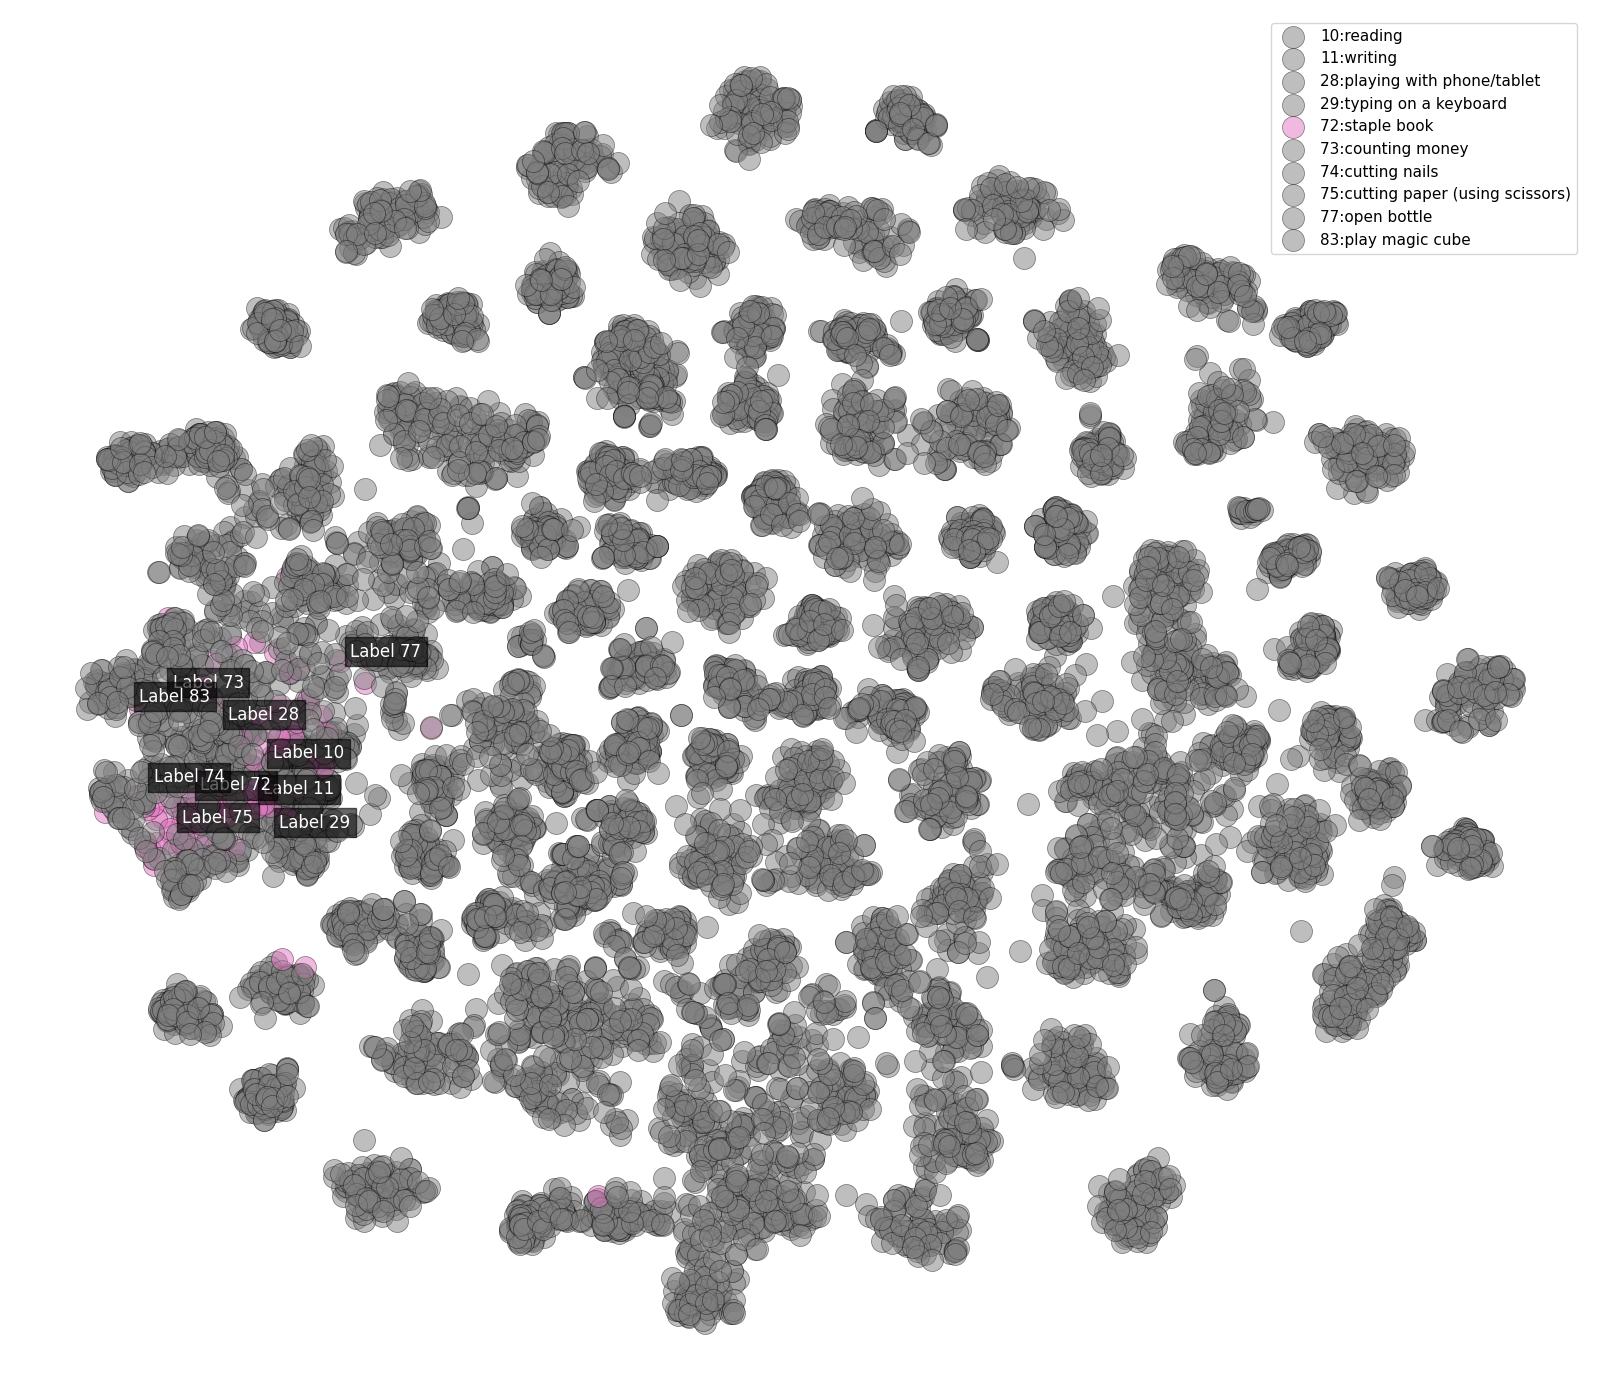 10:reading
11:writing
28:playing with phone/tablet
29:typing on a keyboard
72:staple book
73:counting money
74:cutting nails
75:cutting paper (using scissors)
77:open bottle
83:play magic cube
Label 77
Label 73
Label 83
Label 28
Label 10
Label 74
Label 72
Label 11
Label 75
Label 29